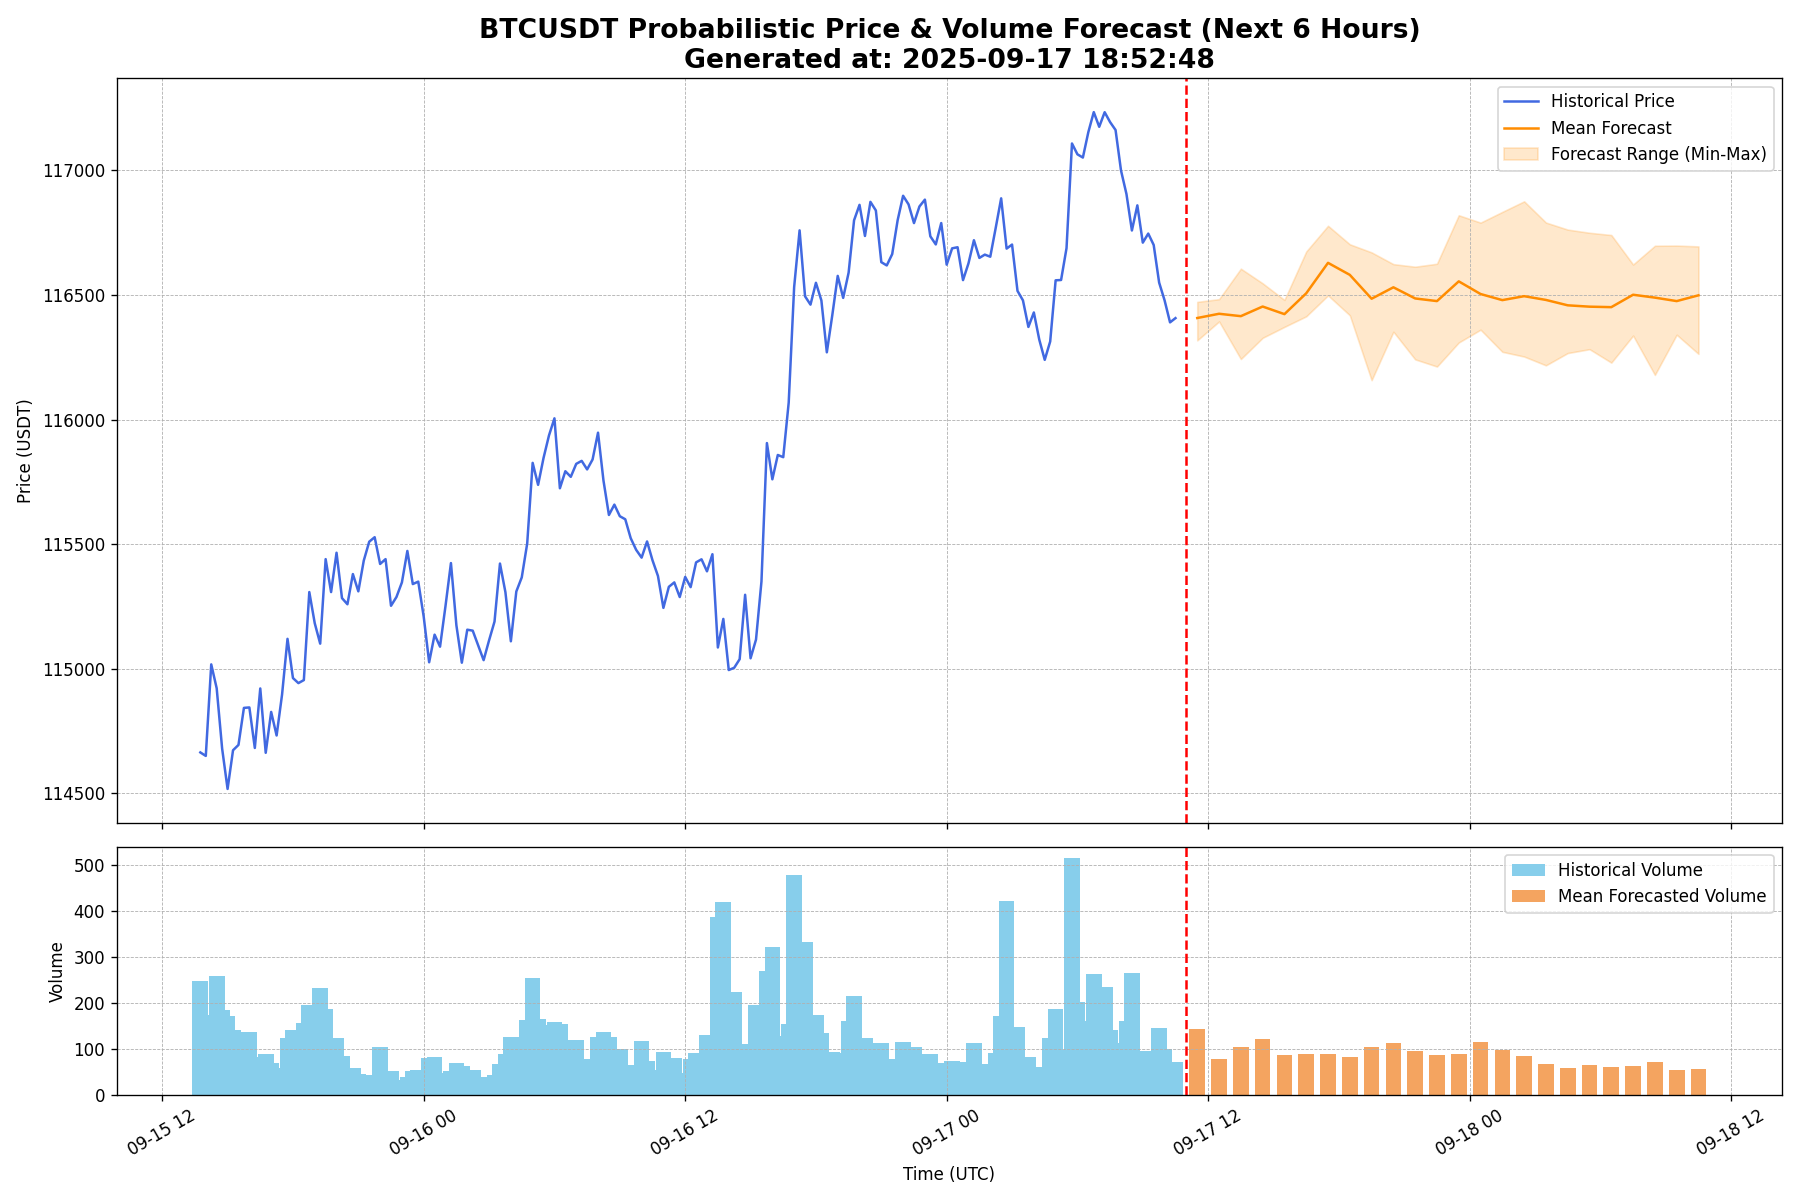 BTCUSDT Probabilistic Price & Volume Forecast (Next 6 Hours)
Generated at: 2025-09-17 18:52:48
Historical Price
Mean Forecast
Forecast Range (Min-Max)
117000
116500
116000
115500
115000
114500
Price (USDT)
Historical Volume
Mean Forecasted Volume
500
400
300
200
100
0
Volume
09-15 12
09-16 00
09-16 12
09-17 00
09-17 12
09-18 00
09-18 12
Time (UTC)